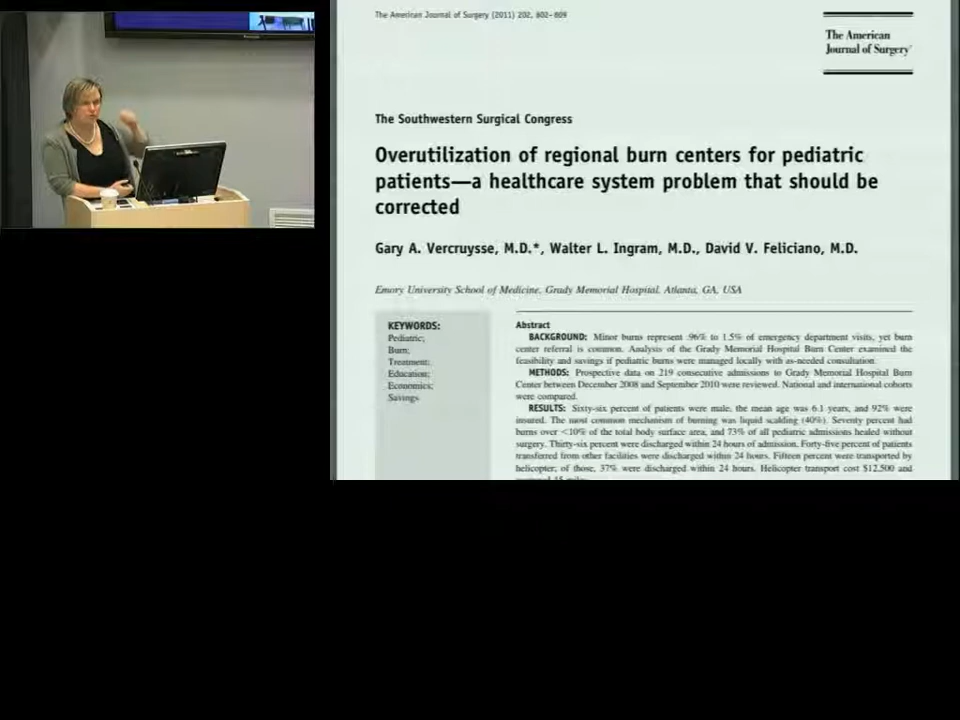 The American Journal of Surgery (2011) 202, 802–809
The American
Journal of Surgery
The Southwestern Surgical Congress
Overutilization of regional burn centers for pediatric
patients—a healthcare system problem that should be
corrected
Gary A. Vercruysse, M.D.*, Walter L. Ingram, M.D., David V. Feliciano, M.D.
Emory University School of Medicine, Grady Memorial Hospital, Atlanta, GA, USA
KEYWORDS:
Pediatric;
Burn;
Treatment;
Education;
Economics;
Savings
Abstract
BACKGROUND: Minor burns represent .96% to 1.5% of emergency department visits, yet burn
center referral is common. Analysis of the Grady Memorial Hospital Burn Center examined the
feasibility and savings if pediatric burns were managed locally with as-needed consultation.
METHODS: Prospective data on 219 consecutive admissions to Grady Memorial Hospital Burn
Center between December 2008 and September 2010 were reviewed. National and international cohorts
were compared.
RESULTS: Sixty-six percent of patients were male, the mean age was 6.1 years, and 92% were
insured. The most common mechanism of burning was liquid scalding (40%). Seventy percent had
burns over <10% of the total body surface area, and 73% of all pediatric admissions healed without
surgery. Thirty-six percent were discharged within 24 hours of admission. Forty-five percent of patients
transferred from other facilities were discharged within 24 hours. Fifteen percent were transported by
helicopter; of those, 37% were discharged within 24 hours. Helicopter transport cost $12,500 and